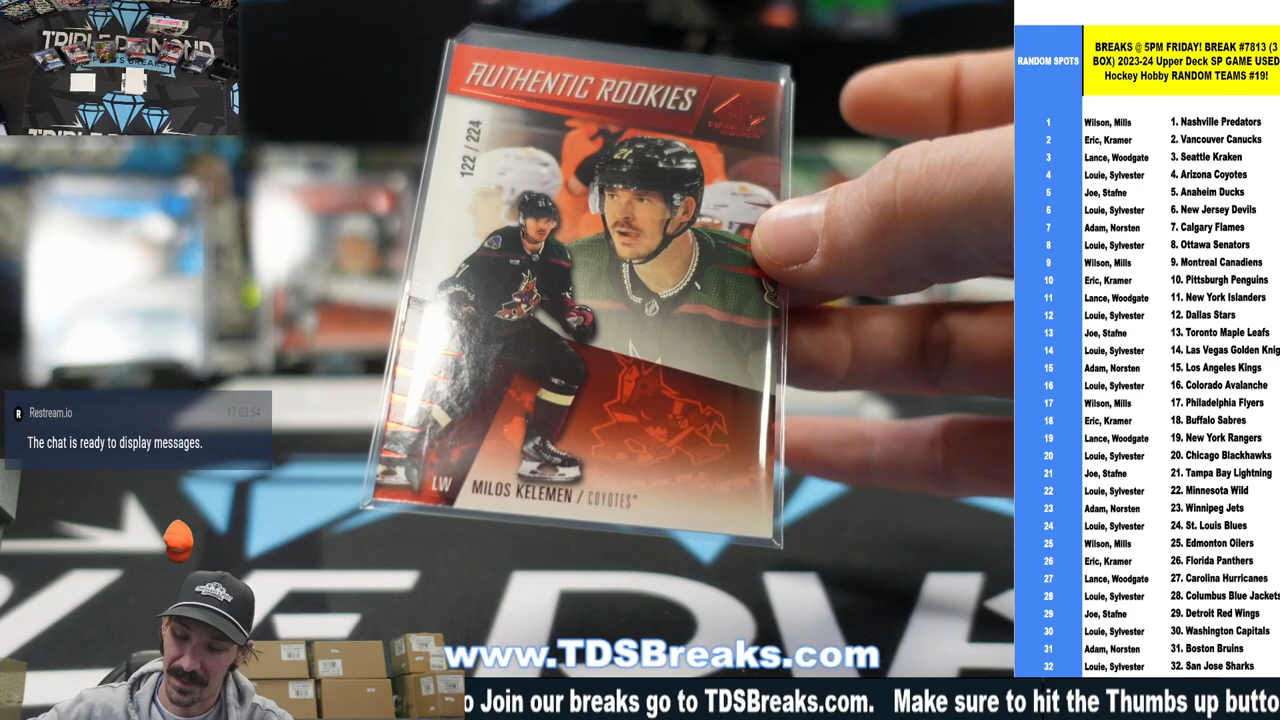 TRIPLE DIAMOND
SPORTS BREAKS
AUTHENTIC ROOKIES
122 / 224
21
LW
MILOS KELEMEN / COYOTES
Restream.io
17:03:54
The chat is ready to display messages.
www.TDSBreaks.com
o Join our breaks go to TDSBreaks.com. Make sure to hit the Thumbs up butto
RANDOM SPOTS
BREAKS @ 5PM FRIDAY! BREAK #7813 (3
BOX) 2023-24 Upper Deck SP GAME USED
Hockey Hobby RANDOM TEAMS #19!
1 Wilson, Mills 1. Nashville Predators
2 Eric, Kramer 2. Vancouver Canucks
3 Lance, Woodgate 3. Seattle Kraken
4 Louie, Sylvester 4. Arizona Coyotes
5 Joe, Stafne 5. Anaheim Ducks
6 Louie, Sylvester 6. New Jersey Devils
7 Adam, Norsten 7. Calgary Flames
8 Louie, Sylvester 8. Ottawa Senators
9 Wilson, Mills 9. Montreal Canadiens
10 Eric, Kramer 10. Pittsburgh Penguins
11 Lance, Woodgate 11. New York Islanders
12 Louie, Sylvester 12. Dallas Stars
13 Joe, Stafne 13. Toronto Maple Leafs
14 Louie, Sylvester 14. Las Vegas Golden Knig
15 Adam, Norsten 15. Los Angeles Kings
16 Louie, Sylvester 16. Colorado Avalanche
17 Wilson, Mills 17. Philadelphia Flyers
18 Eric, Kramer 18. Buffalo Sabres
19 Lance, Woodgate 19. New York Rangers
20 Louie, Sylvester 20. Chicago Blackhawks
21 Joe, Stafne 21. Tampa Bay Lightning
22 Louie, Sylvester 22. Minnesota Wild
23 Adam, Norsten 23. Winnipeg Jets
24 Louie, Sylvester 24. St. Louis Blues
25 Wilson, Mills 25. Edmonton Oilers
26 Eric, Kramer 26. Florida Panthers
27 Lance, Woodgate 27. Carolina Hurricanes
28 Louie, Sylvester 28. Columbus Blue Jackets
29 Joe, Stafne 29. Detroit Red Wings
30 Louie, Sylvester 30. Washington Capitals
31 Adam, Norsten 31. Boston Bruins
32 Louie, Sylvester 32. San Jose Sharks